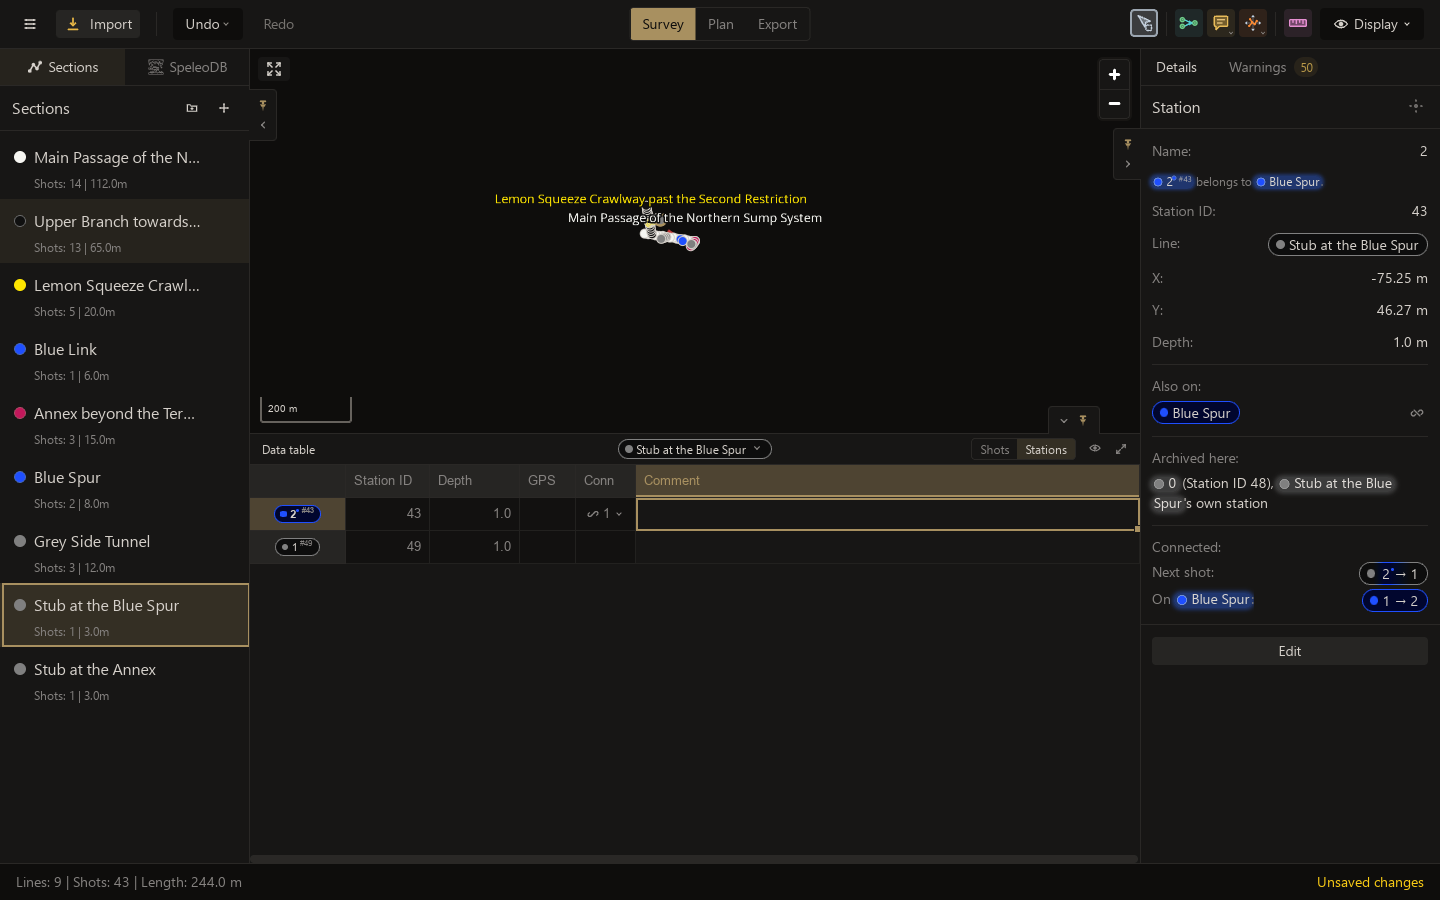 Import
Undo
Redo
Survey
Plan
Export
Display
Sections
SpeleoDB
Details
Warnings 50
Sections
Station
Main Passage of the N...
Shots: 14 | 112.0m
Upper Branch towards...
Shots: 13 | 65.0m
Lemon Squeeze Crawl...
Shots: 5 | 20.0m
Blue Link
Shots: 1 | 6.0m
Annex beyond the Ter...
Shots: 3 | 15.0m
Blue Spur
Shots: 2 | 8.0m
Grey Side Tunnel
Shots: 3 | 12.0m
Stub at the Blue Spur
Shots: 1 | 3.0m
Stub at the Annex
Shots: 1 | 3.0m
Lemon Squeeze Crawlway past the Second Restriction
Main Passage of the Northern Sump System
200 m
Data table
Stub at the Blue Spur
Shots
Stations
Station ID Depth GPS Conn Comment
2 #43 43 1.0 1
1 #49 49 1.0
Name: 2
2 #43 belongs to Blue Spur.
Station ID: 43
Line: Stub at the Blue Spur
X: -75.25 m
Y: 46.27 m
Depth: 1.0 m
Also on:
Blue Spur
Archived here:
0 (Station ID 48), Stub at the Blue
Spur's own station
Connected:
Next shot: 2 → 1
On Blue Spur: 1 → 2
Edit
Lines: 9 | Shots: 43 | Length: 244.0 m
Unsaved changes